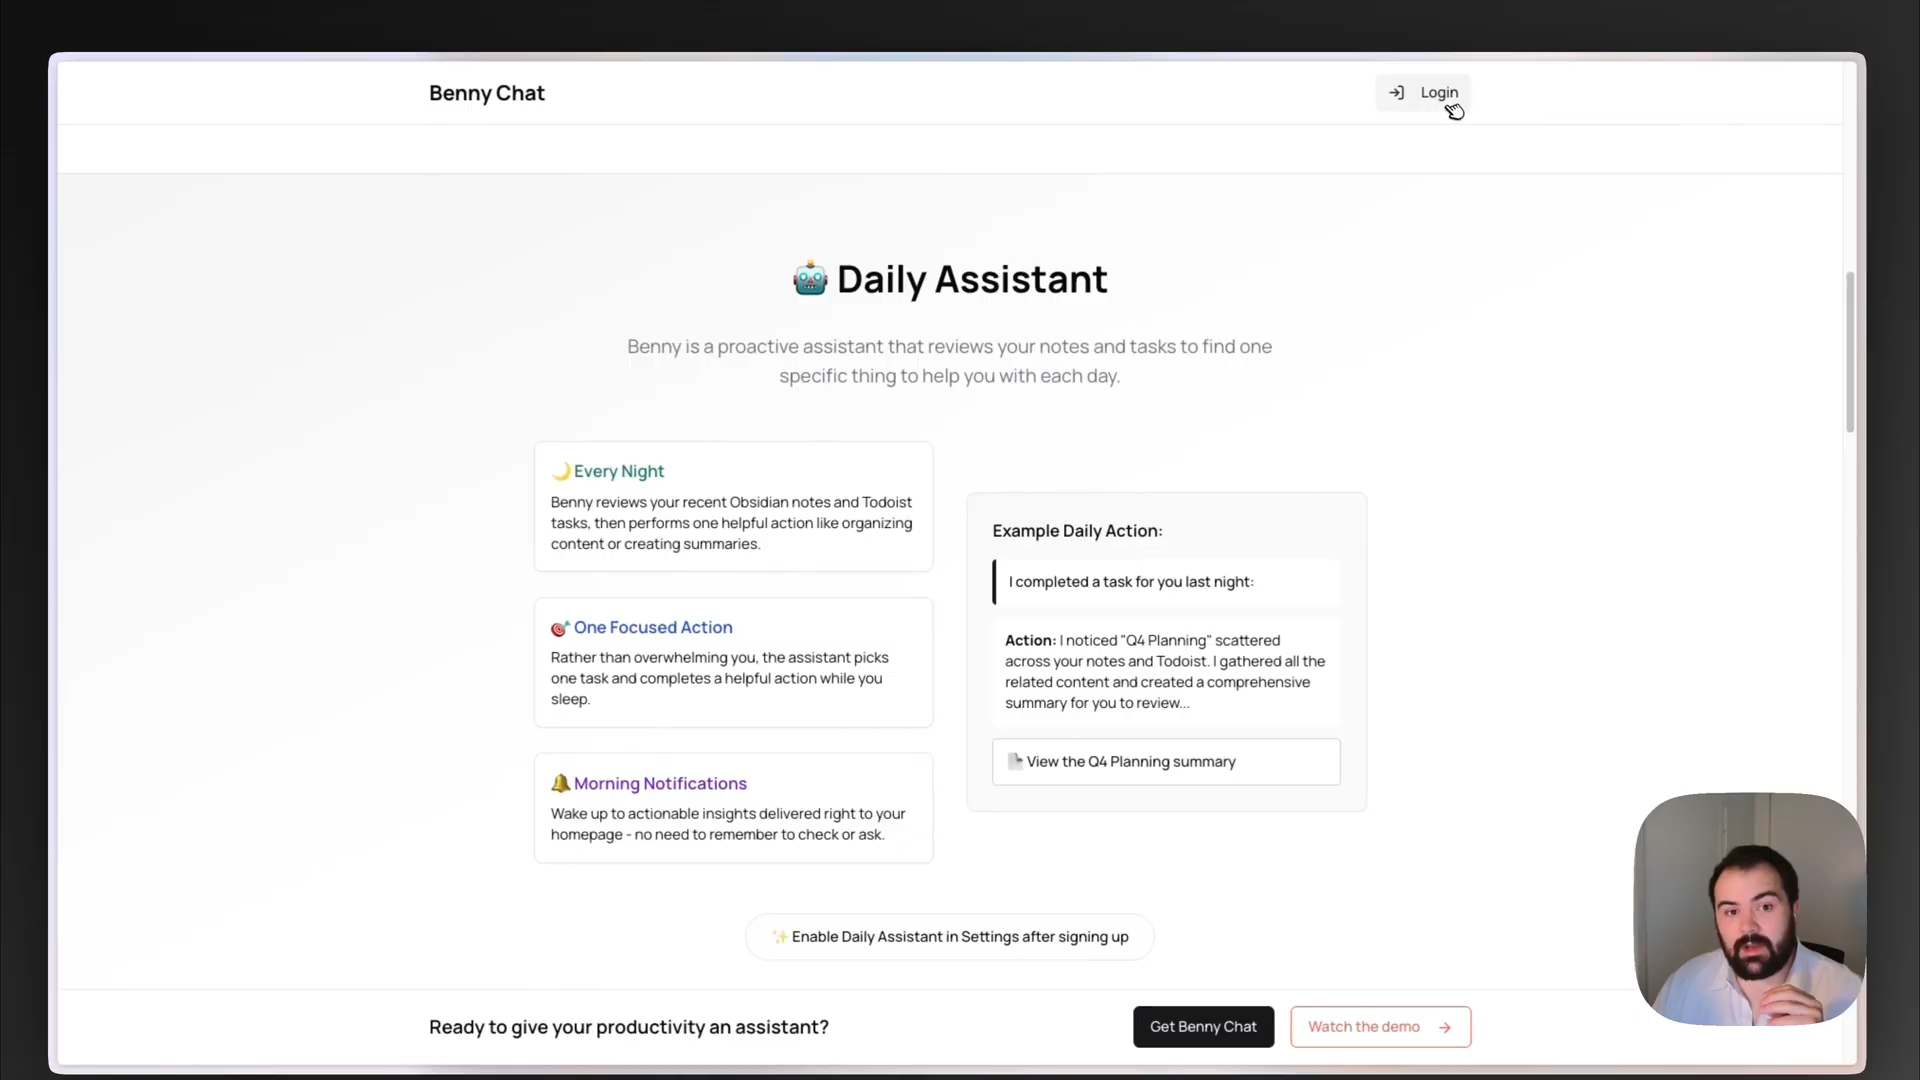 Benny Chat
Login
Daily Assistant
Benny is a proactive assistant that reviews your notes and tasks to find one
specific thing to help you with each day.
Every Night
Benny reviews your recent Obsidian notes and Todoist
tasks, then performs one helpful action like organizing
content or creating summaries.
One Focused Action
Rather than overwhelming you, the assistant picks
one task and completes a helpful action while you
sleep.
Morning Notifications
Wake up to actionable insights delivered right to your
homepage - no need to remember to check or ask.
Example Daily Action:
I completed a task for you last night:
Action: I noticed "Q4 Planning" scattered
across your notes and Todoist. I gathered all the
related content and created a comprehensive
summary for you to review...
View the Q4 Planning summary
Enable Daily Assistant in Settings after signing up
Ready to give your productivity an assistant?
Get Benny Chat
Watch the demo